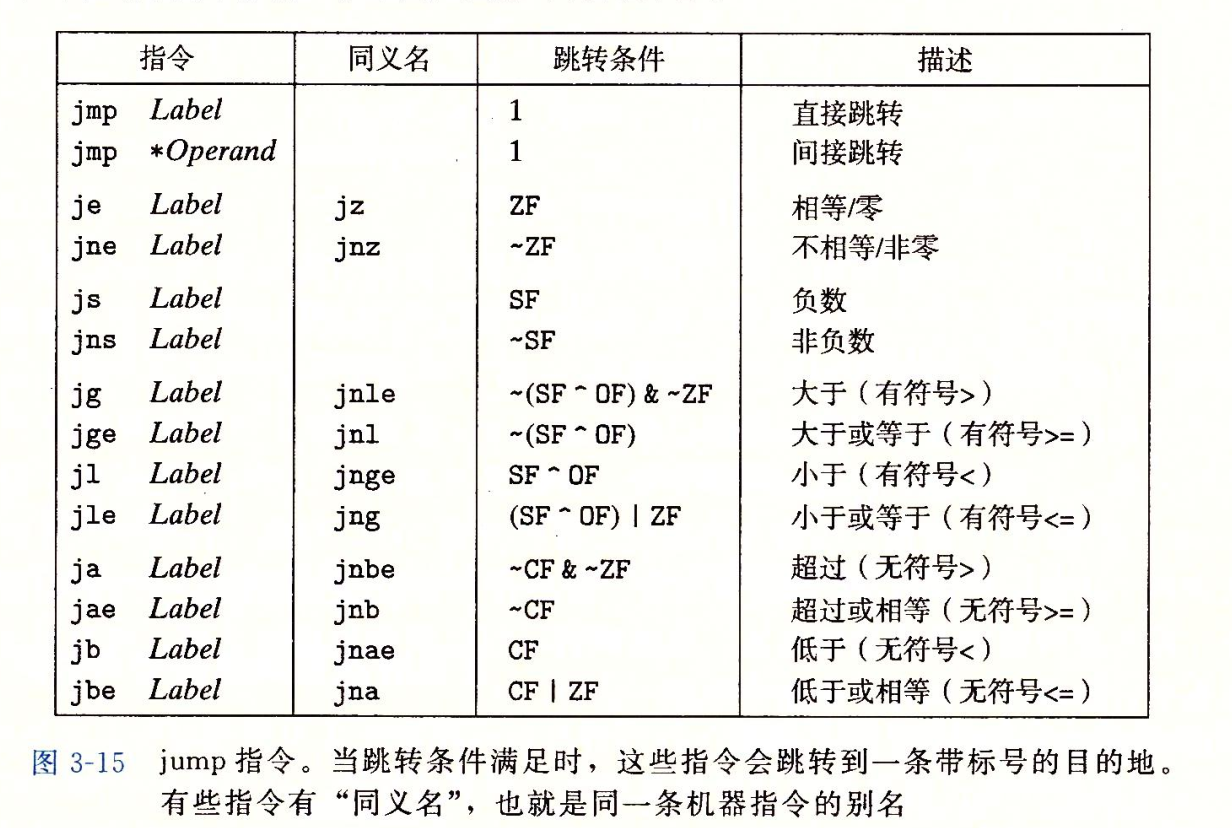 指令 同义名 跳转条件 描述
jmp Label 1 直接跳转
jmp *Operand 1 间接跳转
je Label jz ZF 相等/零
jne Label jnz ~ZF 不相等/非零
js Label SF 负数
jns Label ~SF 非负数
jg Label jnle ~(SF ^ OF) & ~ZF 大于（有符号>）
jge Label jnl ~(SF ^ OF) 大于或等于（有符号>=）
jl Label jnge SF ^ OF 小于（有符号<）
jle Label jng (SF ^ OF) | ZF 小于或等于（有符号<=）
ja Label jnbe ~CF & ~ZF 超过（无符号>）
jae Label jnb ~CF 超过或相等（无符号>=）
jb Label jnae CF 低于（无符号<）
jbe Label jna CF | ZF 低于或相等（无符号<=）
图 3-15 jump 指令。当跳转条件满足时，这些指令会跳转到一条带标号的目的地。
有些指令有“同义名”，也就是同一条机器指令的别名